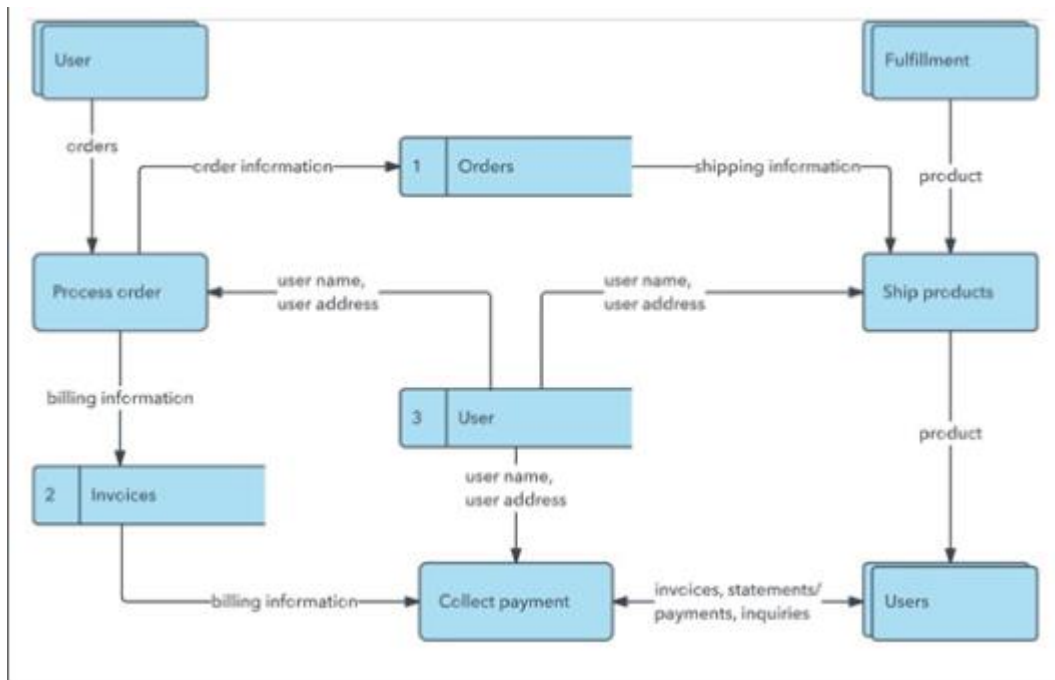 User
Fulfillment
orders
order information
1 Orders
shipping information
product
Process order
user name,
user address
user name,
user address
Ship products
billing information
3 User
product
2 Invoices
user name,
user address
billing information
Collect payment
invoices, statements/
payments, inquiries
Users